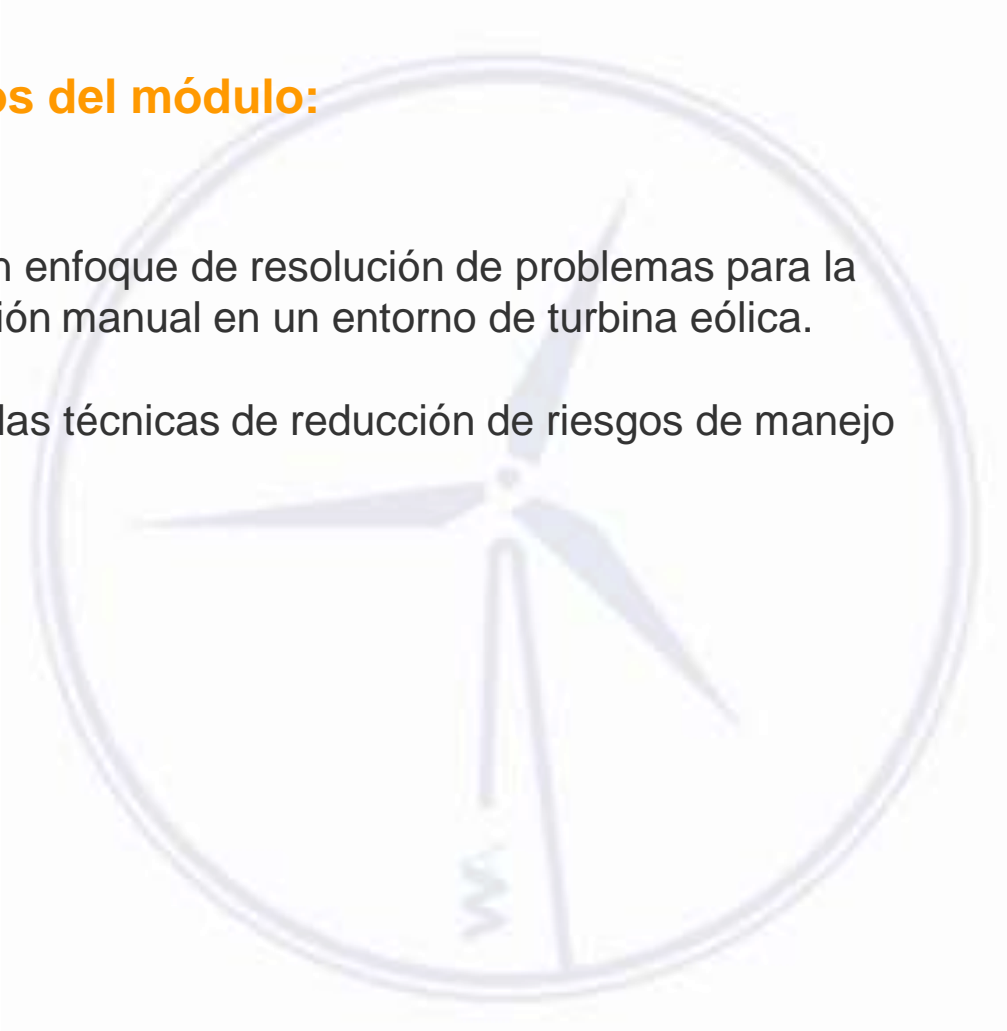 os del módulo:
n enfoque de resolución de problemas para la
ión manual en un entorno de turbina eólica.
las técnicas de reducción de riesgos de manejo